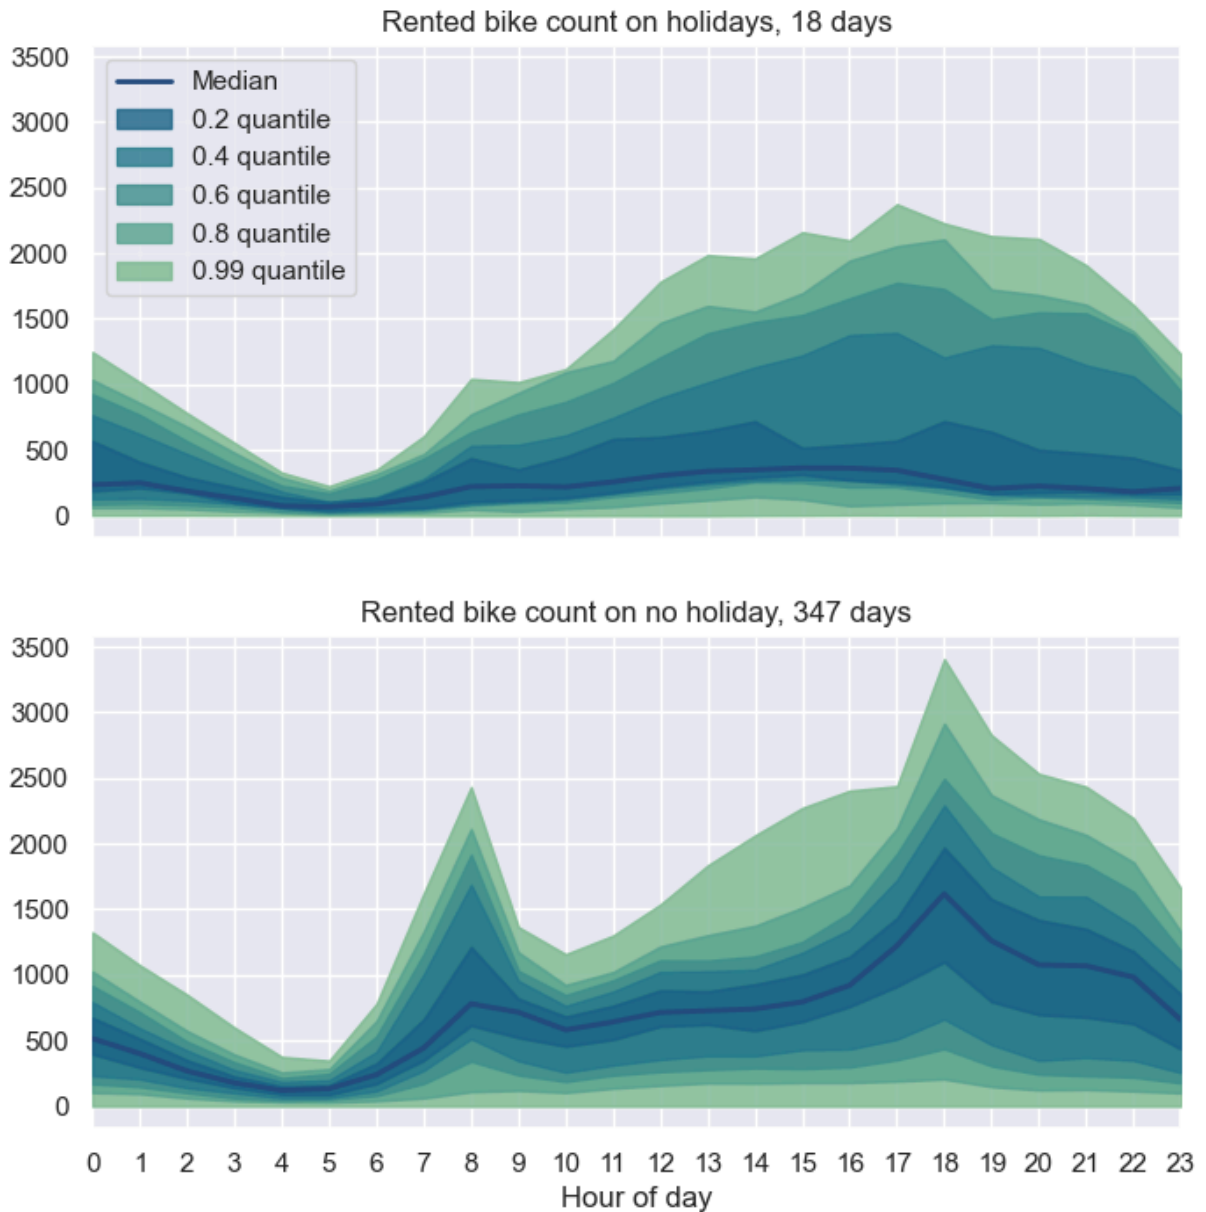 Rented bike count on holidays, 18 days
3500
3000
2500
2000
1500
1000
500
0
Median
0.2 quantile
0.4 quantile
0.6 quantile
0.8 quantile
0.99 quantile
Rented bike count on no holiday, 347 days
3500
3000
2500
2000
1500
1000
500
0
0 1 2 3 4 5 6 7 8 9 10 11 12 13 14 15 16 17 18 19 20 21 22 23
Hour of day